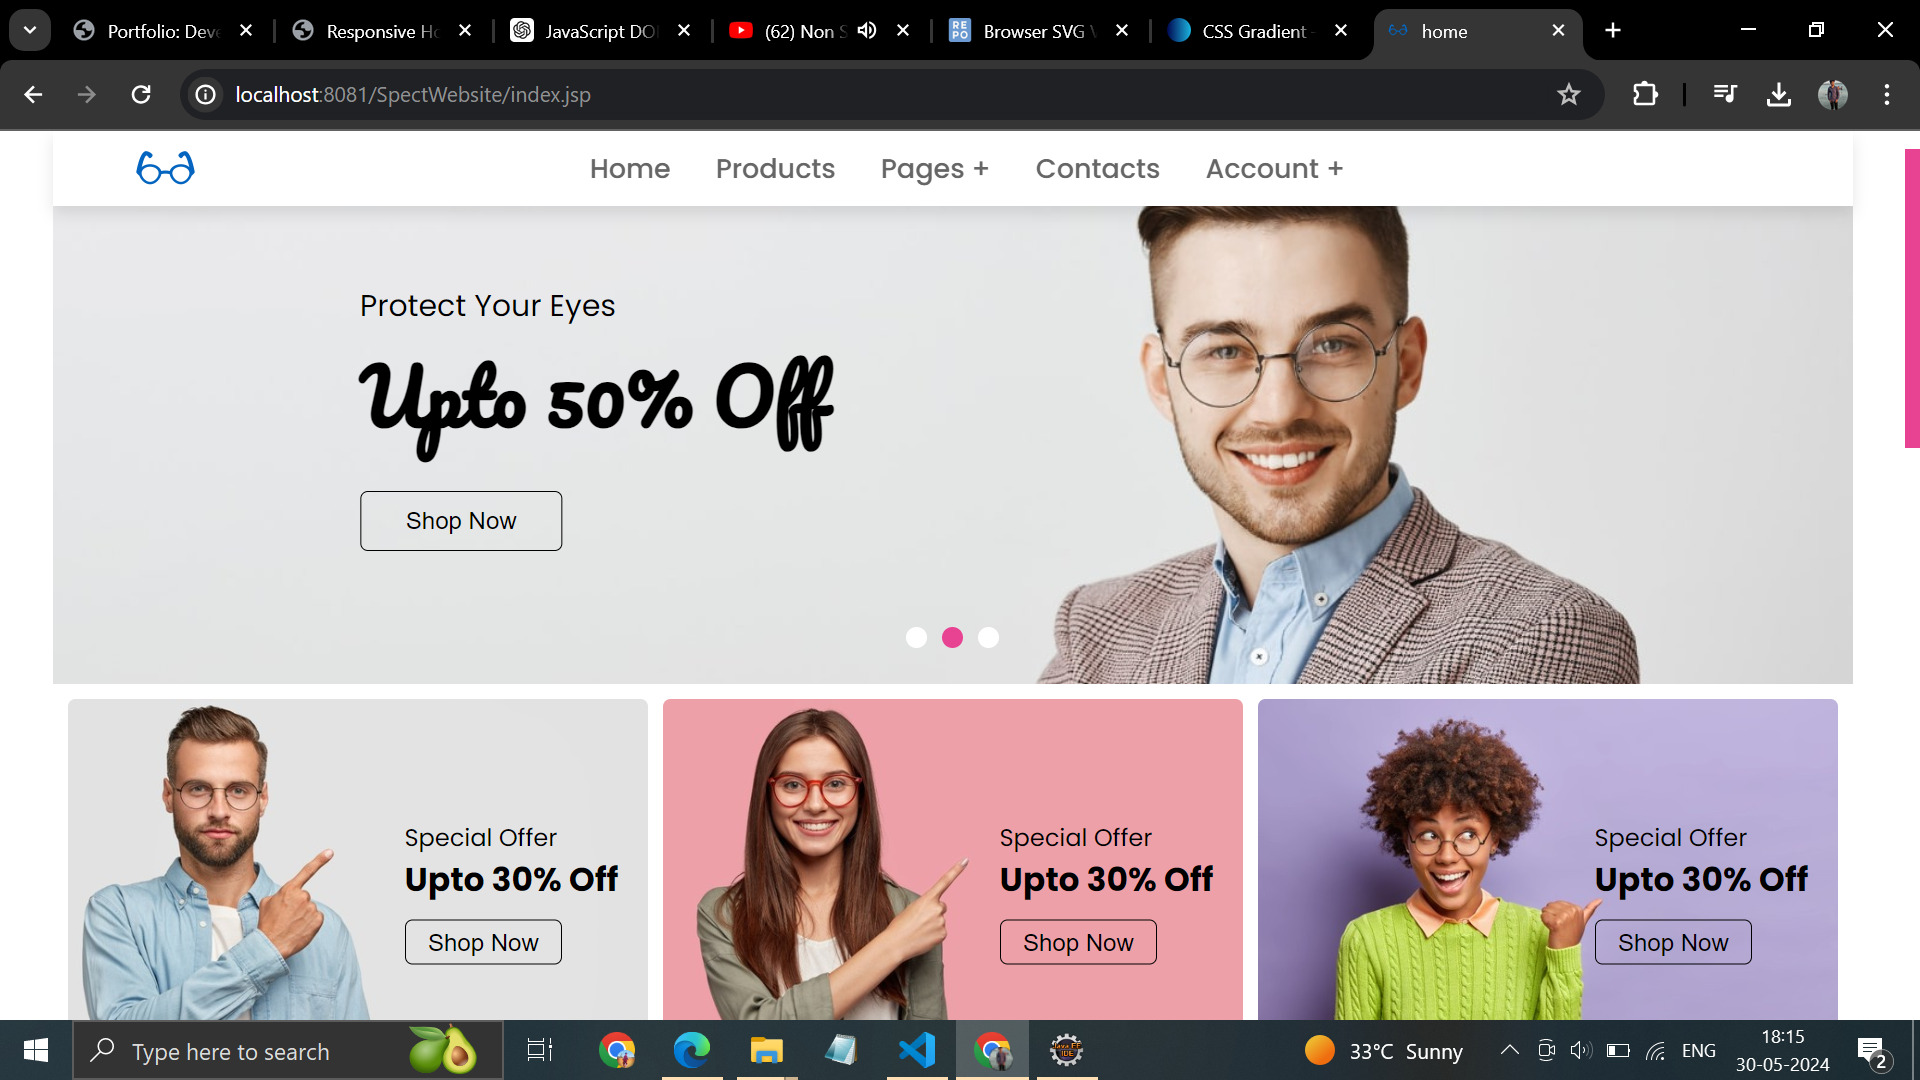 Portfolio: Deve
Responsive Ho
JavaScript DO
(62) Non S
Browser SVG V
CSS Gradient -
home
localhost:8081/SpectWebsite/index.jsp
Home Products Pages + Contacts Account +
Protect Your Eyes
Upto 50% Off
Shop Now
Special Offer
Upto 30% Off
Shop Now
Special Offer
Upto 30% Off
Shop Now
Special Offer
Upto 30% Off
Shop Now
Type here to search
33°C Sunny
ENG
18:15
30-05-2024
2